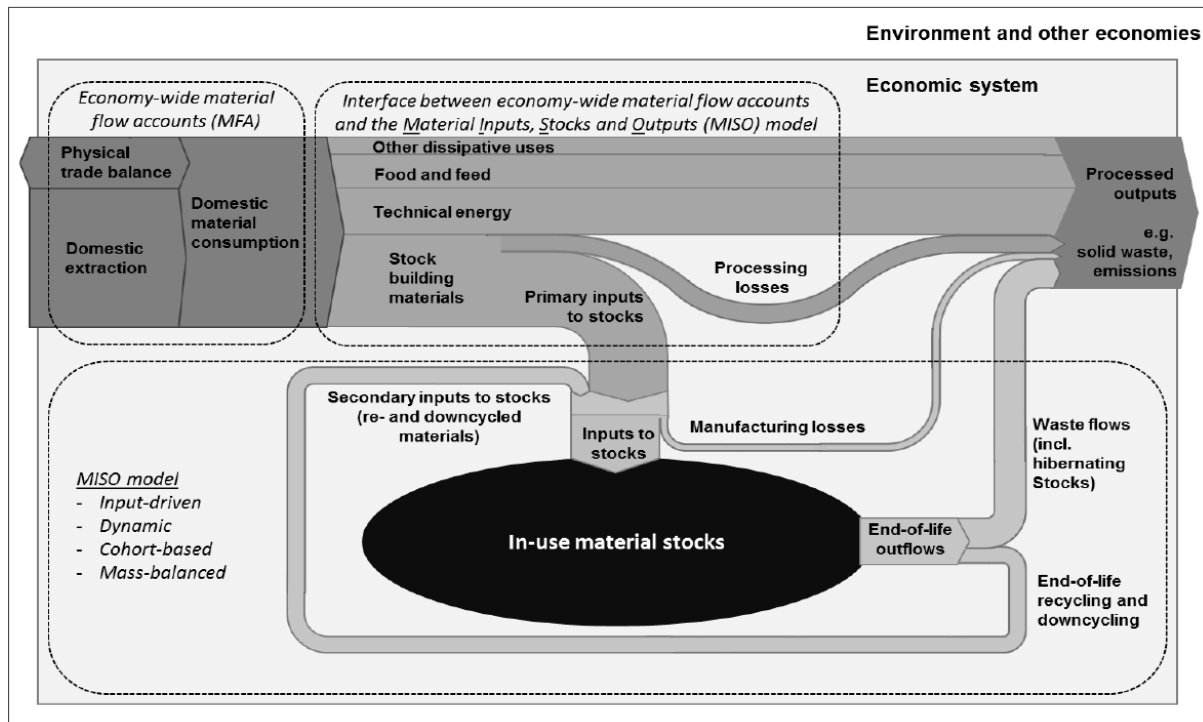 Environment and other economies
Economic system
Economy-wide material
flow accounts (MFA)
Interface between economy-wide material flow accounts
and the Material Inputs, Stocks and Outputs (MISO) model
Physical
trade balance
Domestic
extraction
Domestic
material
consumption
Other dissipative uses
Food and feed
Technical energy
Stock
building
materials
Primary inputs
to stocks
Processing
losses
Processed
outputs
e.g.
solid waste,
emissions
Secondary inputs to stocks
(re- and downcycled
materials)
Inputs to
stocks
Manufacturing losses
Waste flows
(incl.
hibernating
Stocks)
MISO model
- Input-driven
- Dynamic
- Cohort-based
- Mass-balanced
In-use material stocks
End-of-life
outflows
End-of-life
recycling and
downcycling